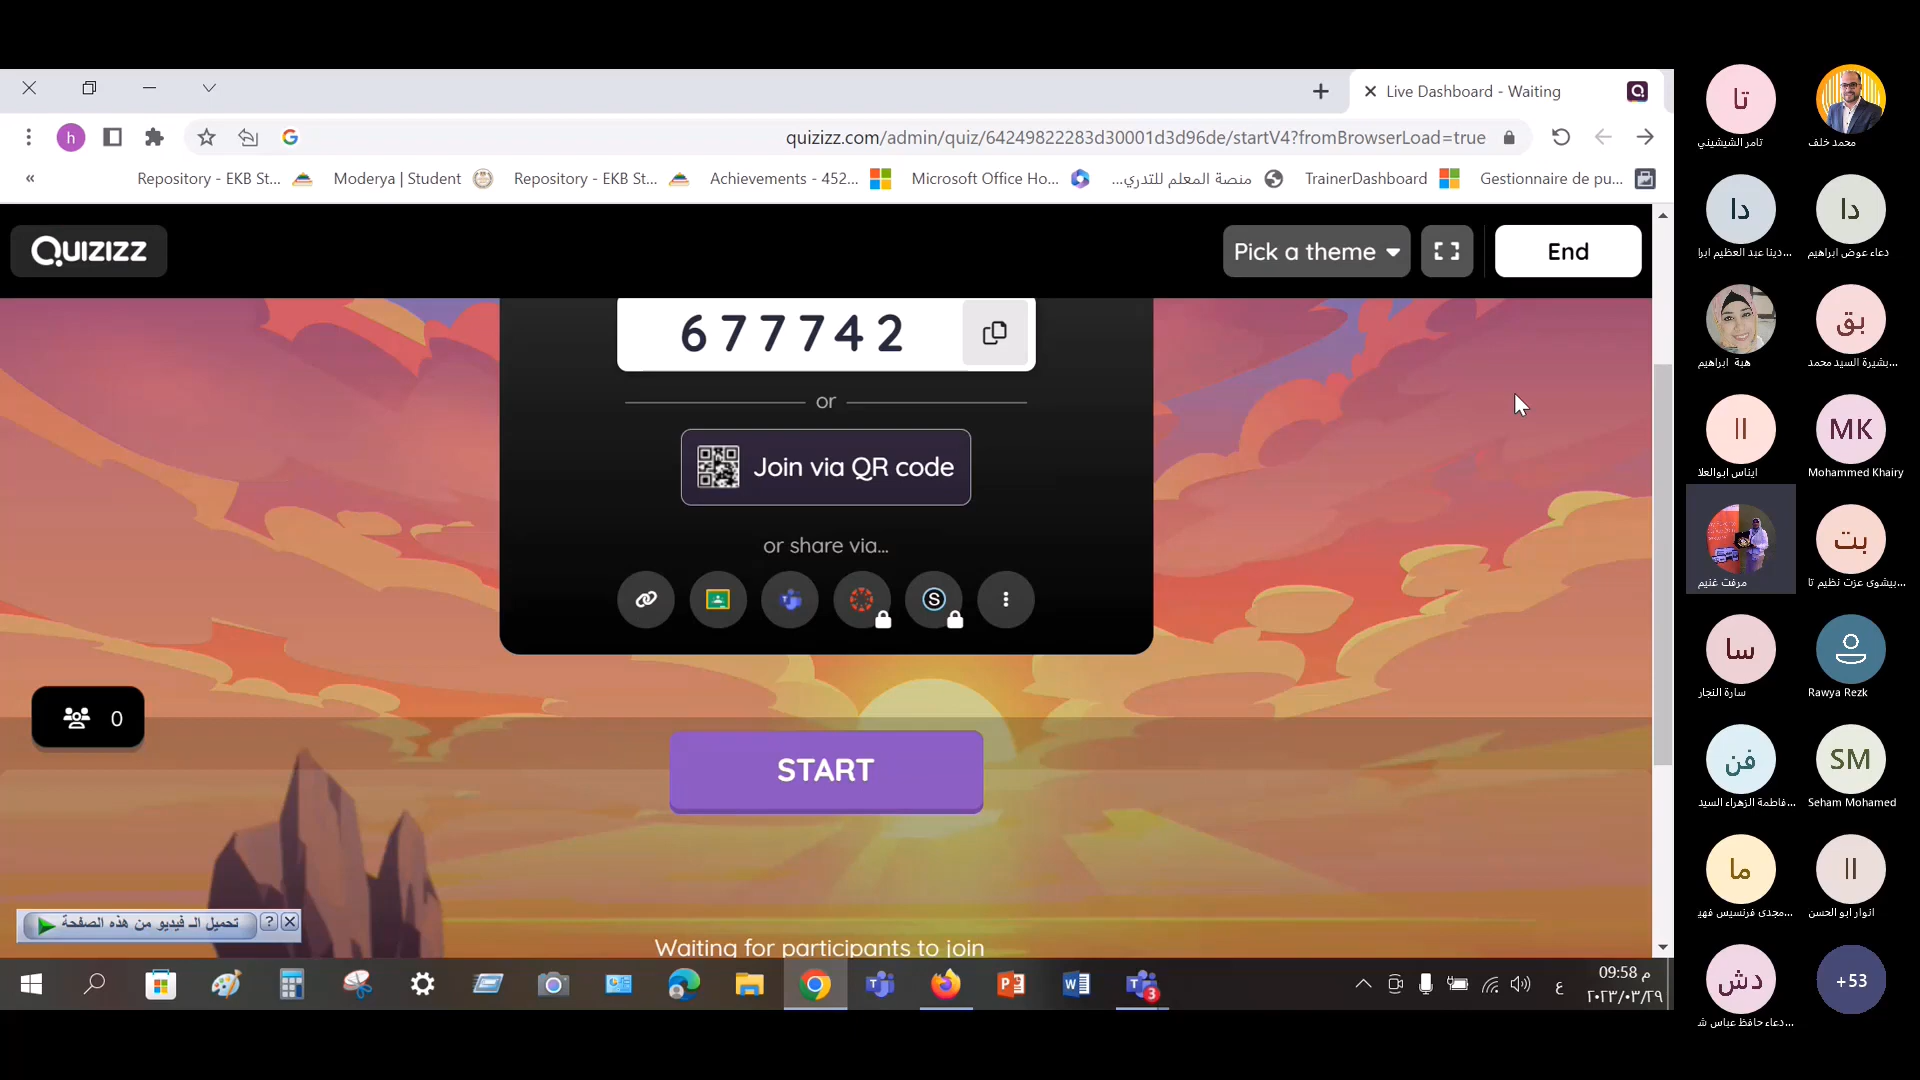 Live Dashboard - Waiting
quizizz.com/admin/quiz/64249822283d30001d3d96de/startV4?fromBrowserLoad=true
h
«
Repository - EKB St...
Moderya | Student
Repository - EKB St...
Achievements - 452...
Microsoft Office Ho...
منصة المعلم للتدري...
TrainerDashboard
Gestionnaire de pu...
Quizizz
Pick a theme
End
677742
or
Join via QR code
or share via...
0
START
Waiting for participants to join
تحميل الـ فيديو من هذه الصفحة
?
3
ع
09:58 م
٢٠٢٣/٠٣/٢٩
تا
تامر الشيشيني
محمد خلف
دا
دينا عبد العظيم ابرا...
دا
دعاء عوض ابراهيم
هبة ابراهيم
بق
بشيرة السيد محمد...
اا
ايناس ابوالعلا
MK
Mohammed Khairy
مرفت غنيم
بت
بيشوى عزت نظيم تا...
سا
سارة النجار
Rawya Rezk
فن
فاطمة الزهراء السيد...
SM
Seham Mohamed
ما
مجدى فرنسيس فهي...
اا
انوار ابو الحسن
دش
دعاء حافظ عباس ش...
+53